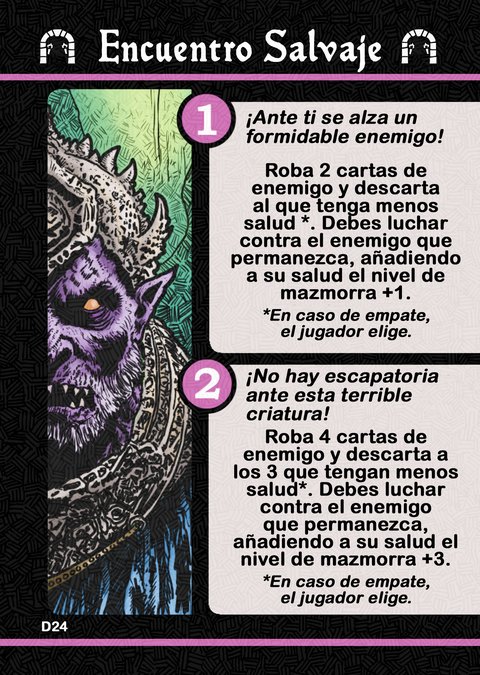 Encuentro Salvaje
1
¡Ante ti se alza un
formidable enemigo!
Roba 2 cartas de
enemigo y descarta
al que tenga menos
salud *. Debes luchar
contra el enemigo que
permanezca, añadiendo
a su salud el nivel de
mazmorra +1.
*En caso de empate,
el jugador elige.
2
¡No hay escapatoria
ante esta terrible
criatura!
Roba 4 cartas de
enemigo y descarta a
los 3 que tengan menos
salud*. Debes luchar
contra el enemigo
que permanezca,
añadiendo a su salud el
nivel de mazmorra +3.
*En caso de empate,
el jugador elige.
D24